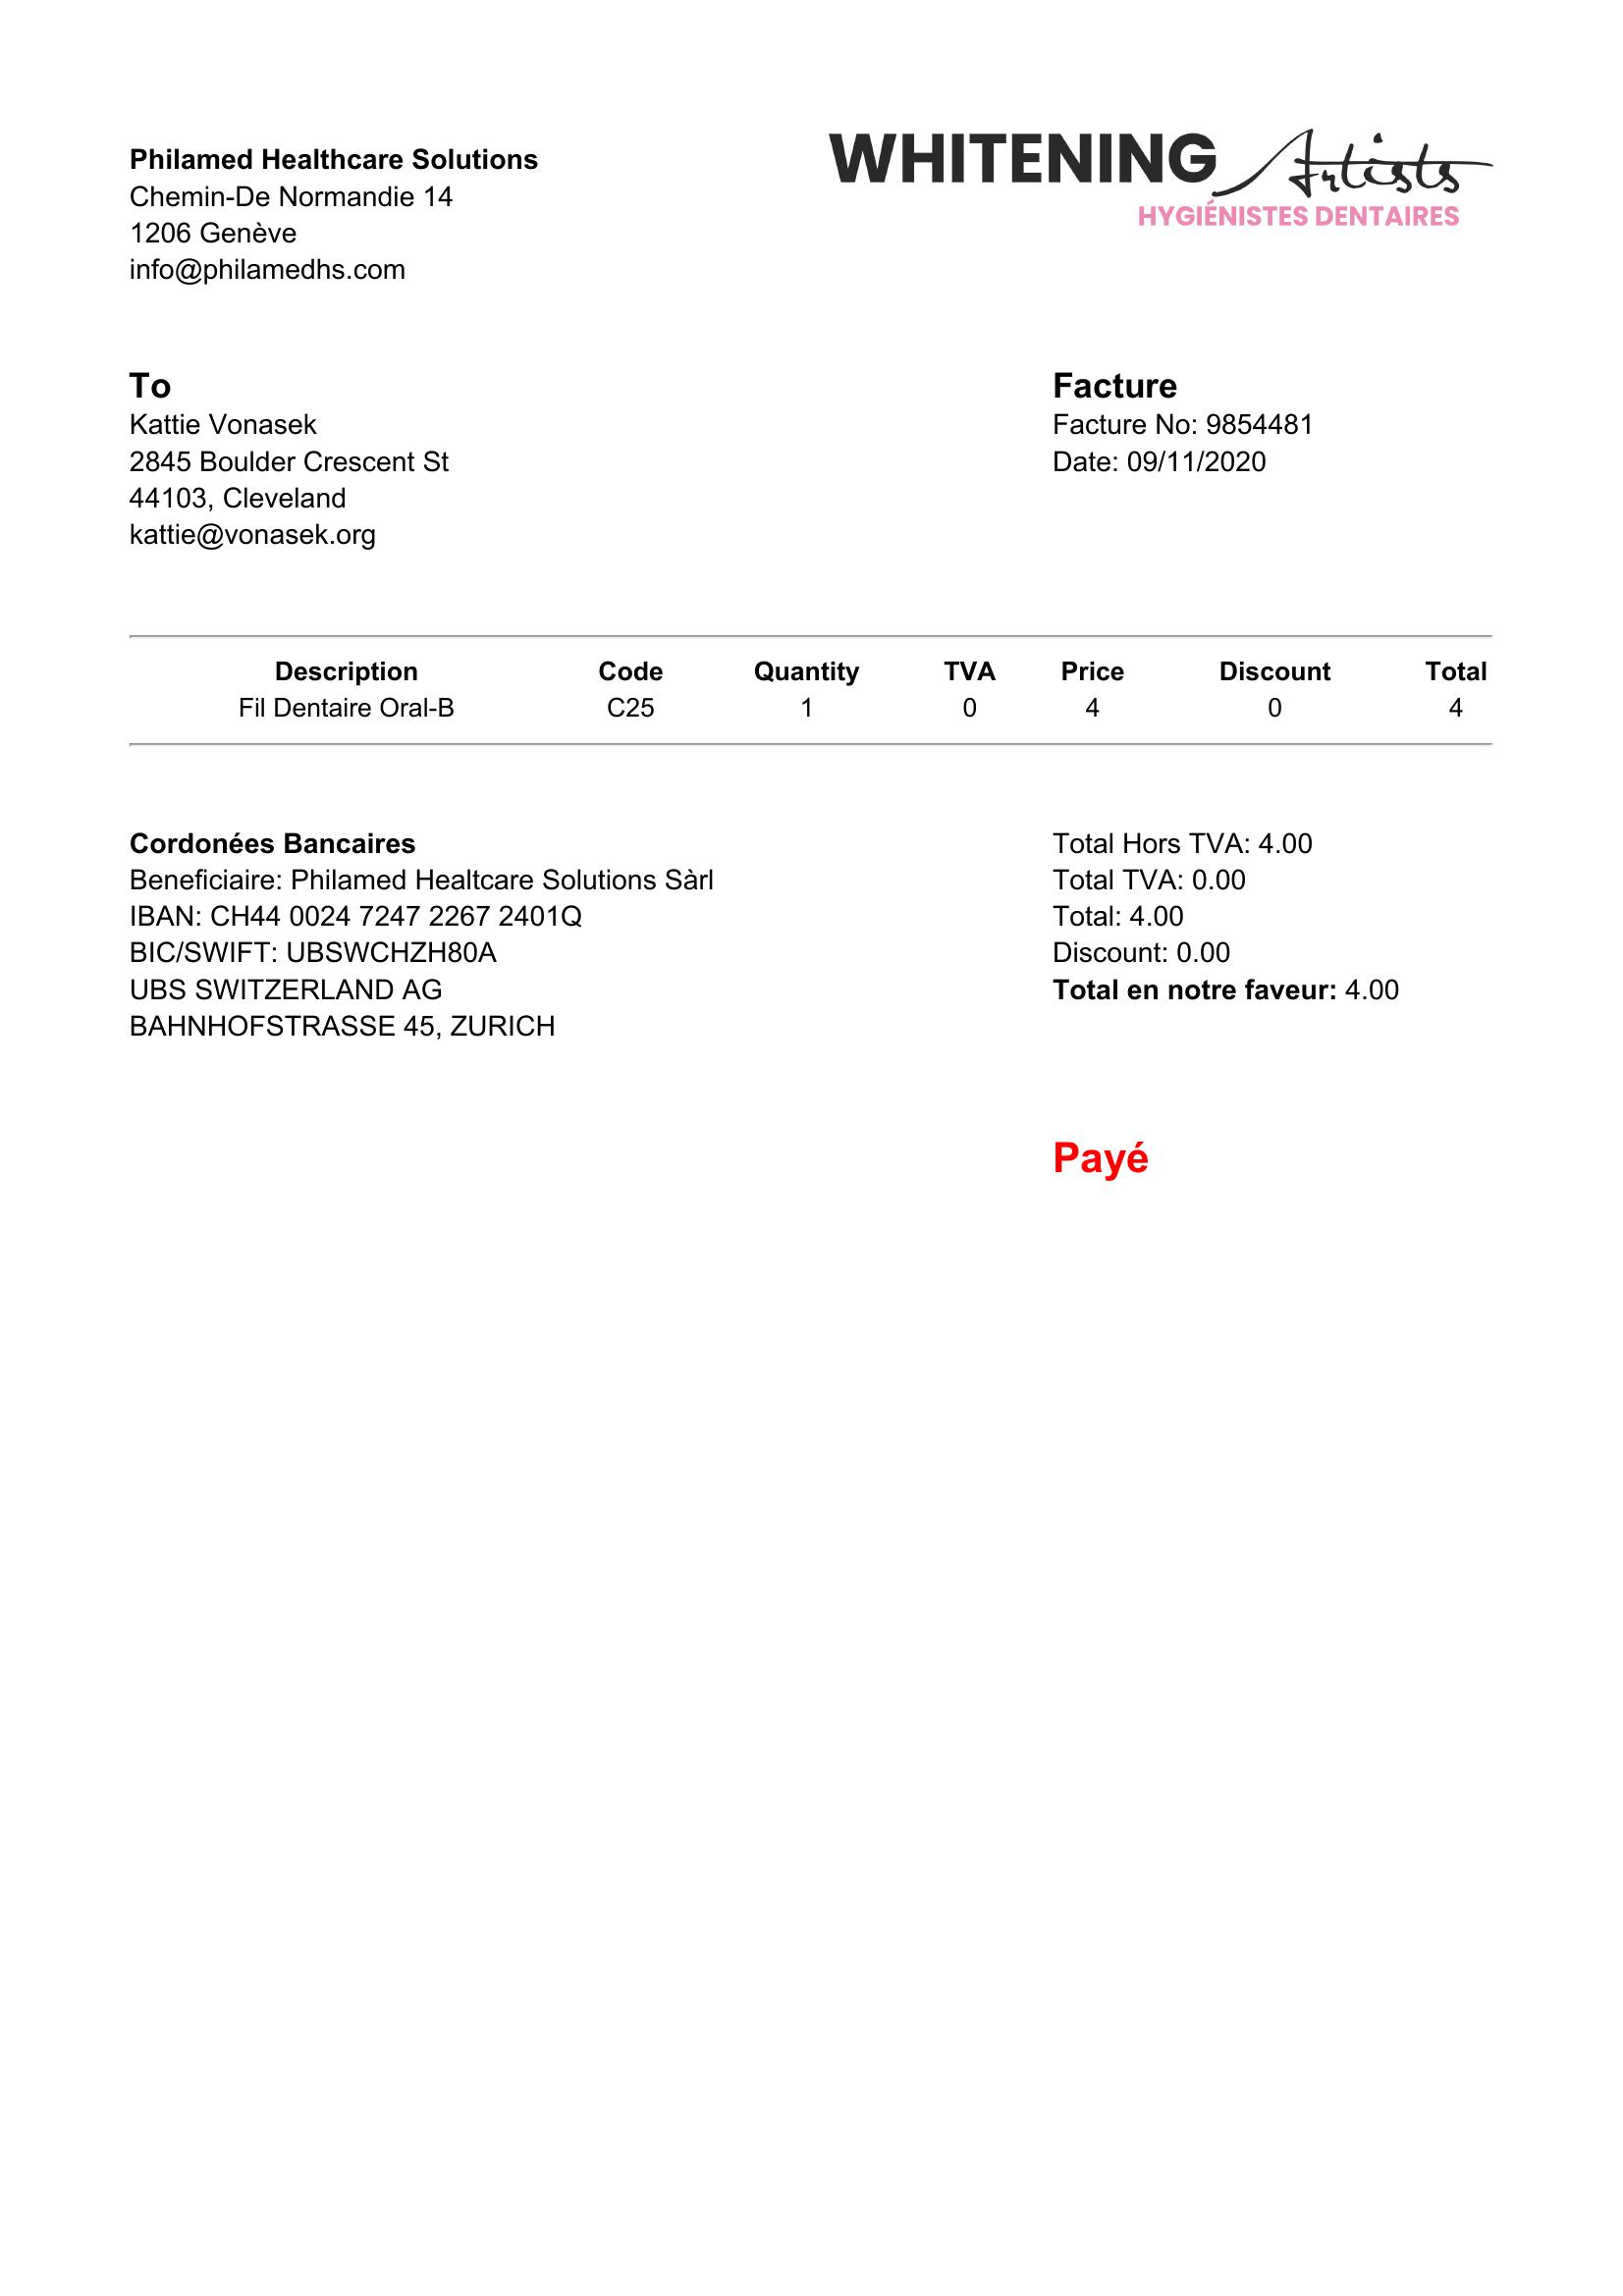 Philamed Healthcare Solutions
Chemin-De Normandie 14
1206 Genève
info@philamedhs.com
WHITENING Artists
HYGIÉNISTES DENTAIRES
To
Kattie Vonasek
2845 Boulder Crescent St
44103, Cleveland
kattie@vonasek.org
Facture
Facture No: 9854481
Date: 09/11/2020
Description Code Quantity TVA Price Discount Total
Fil Dentaire Oral-B C25 1 0 4 0 4
Cordonées Bancaires
Beneficiaire: Philamed Healtcare Solutions Sàrl
IBAN: CH44 0024 7247 2267 2401Q
BIC/SWIFT: UBSWCHZH80A
UBS SWITZERLAND AG
BAHNHOFSTRASSE 45, ZURICH
Total Hors TVA: 4.00
Total TVA: 0.00
Total: 4.00
Discount: 0.00
Total en notre faveur: 4.00
Payé